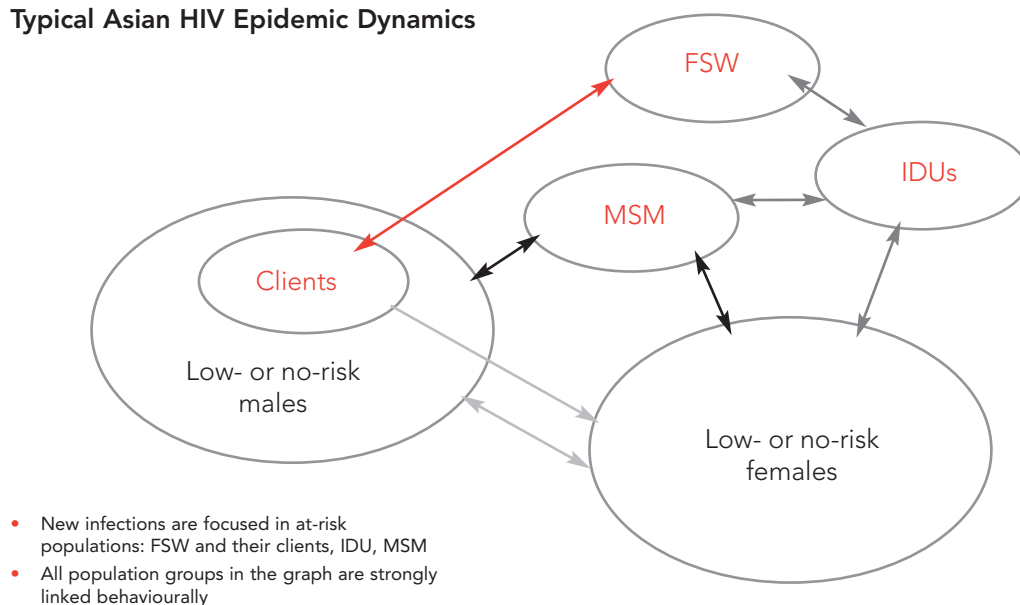 Typical Asian HIV Epidemic Dynamics
FSW
IDUs
MSM
Clients
Low- or no-risk
males
Low- or no-risk
females
• New infections are focused in at-risk
populations: FSW and their clients, IDU, MSM
• All population groups in the graph are strongly
linked behaviourally